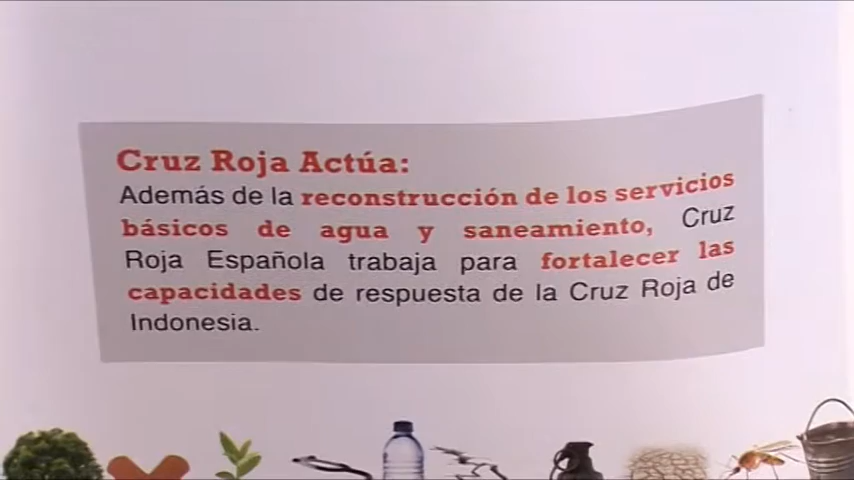 Cruz Roja Actúa:
Además de la reconstrucción de los servicios
básicos de agua y saneamiento, Cruz
Roja Española trabaja para fortalecer las
capacidades de respuesta de la Cruz Roja de
Indonesia.